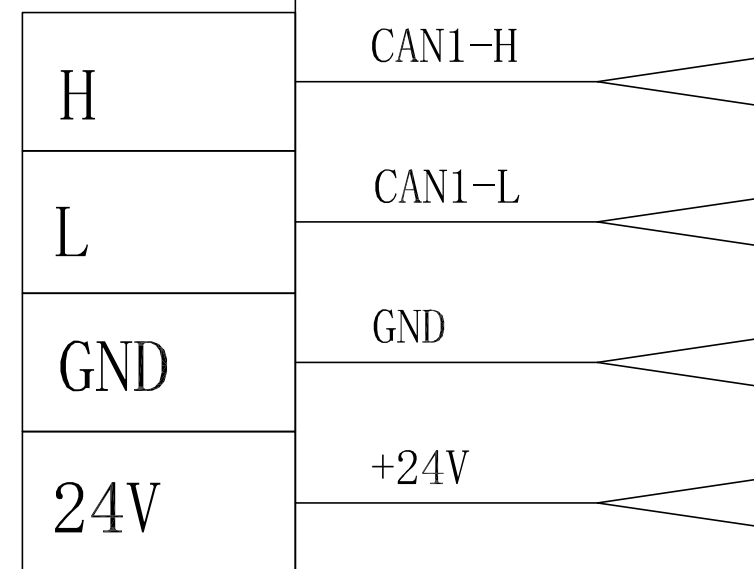 CAN1-H
H
CAN1-L
L
GND
GND
+24V
24V